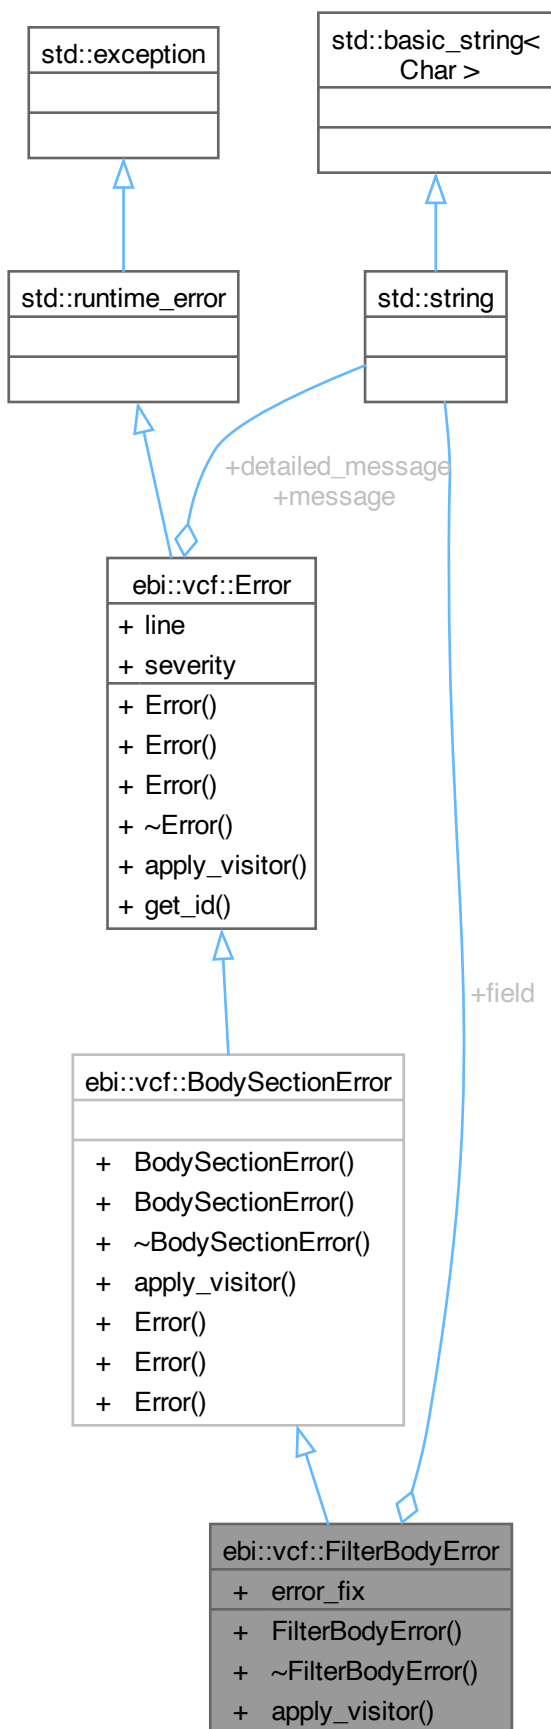 std::exception
std::basic_string<
Char >
std::runtime_error
std::string
+detailed_message
+message
ebi::vcf::Error
+ line
+ severity
+ Error()
+ Error()
+ Error()
+ ~Error()
+ apply_visitor()
+ get_id()
+field
ebi::vcf::BodySectionError
+ BodySectionError()
+ BodySectionError()
+ ~BodySectionError()
+ apply_visitor()
+ Error()
+ Error()
+ Error()
ebi::vcf::FilterBodyError
+ error_fix
+ FilterBodyError()
+ ~FilterBodyError()
+ apply_visitor()